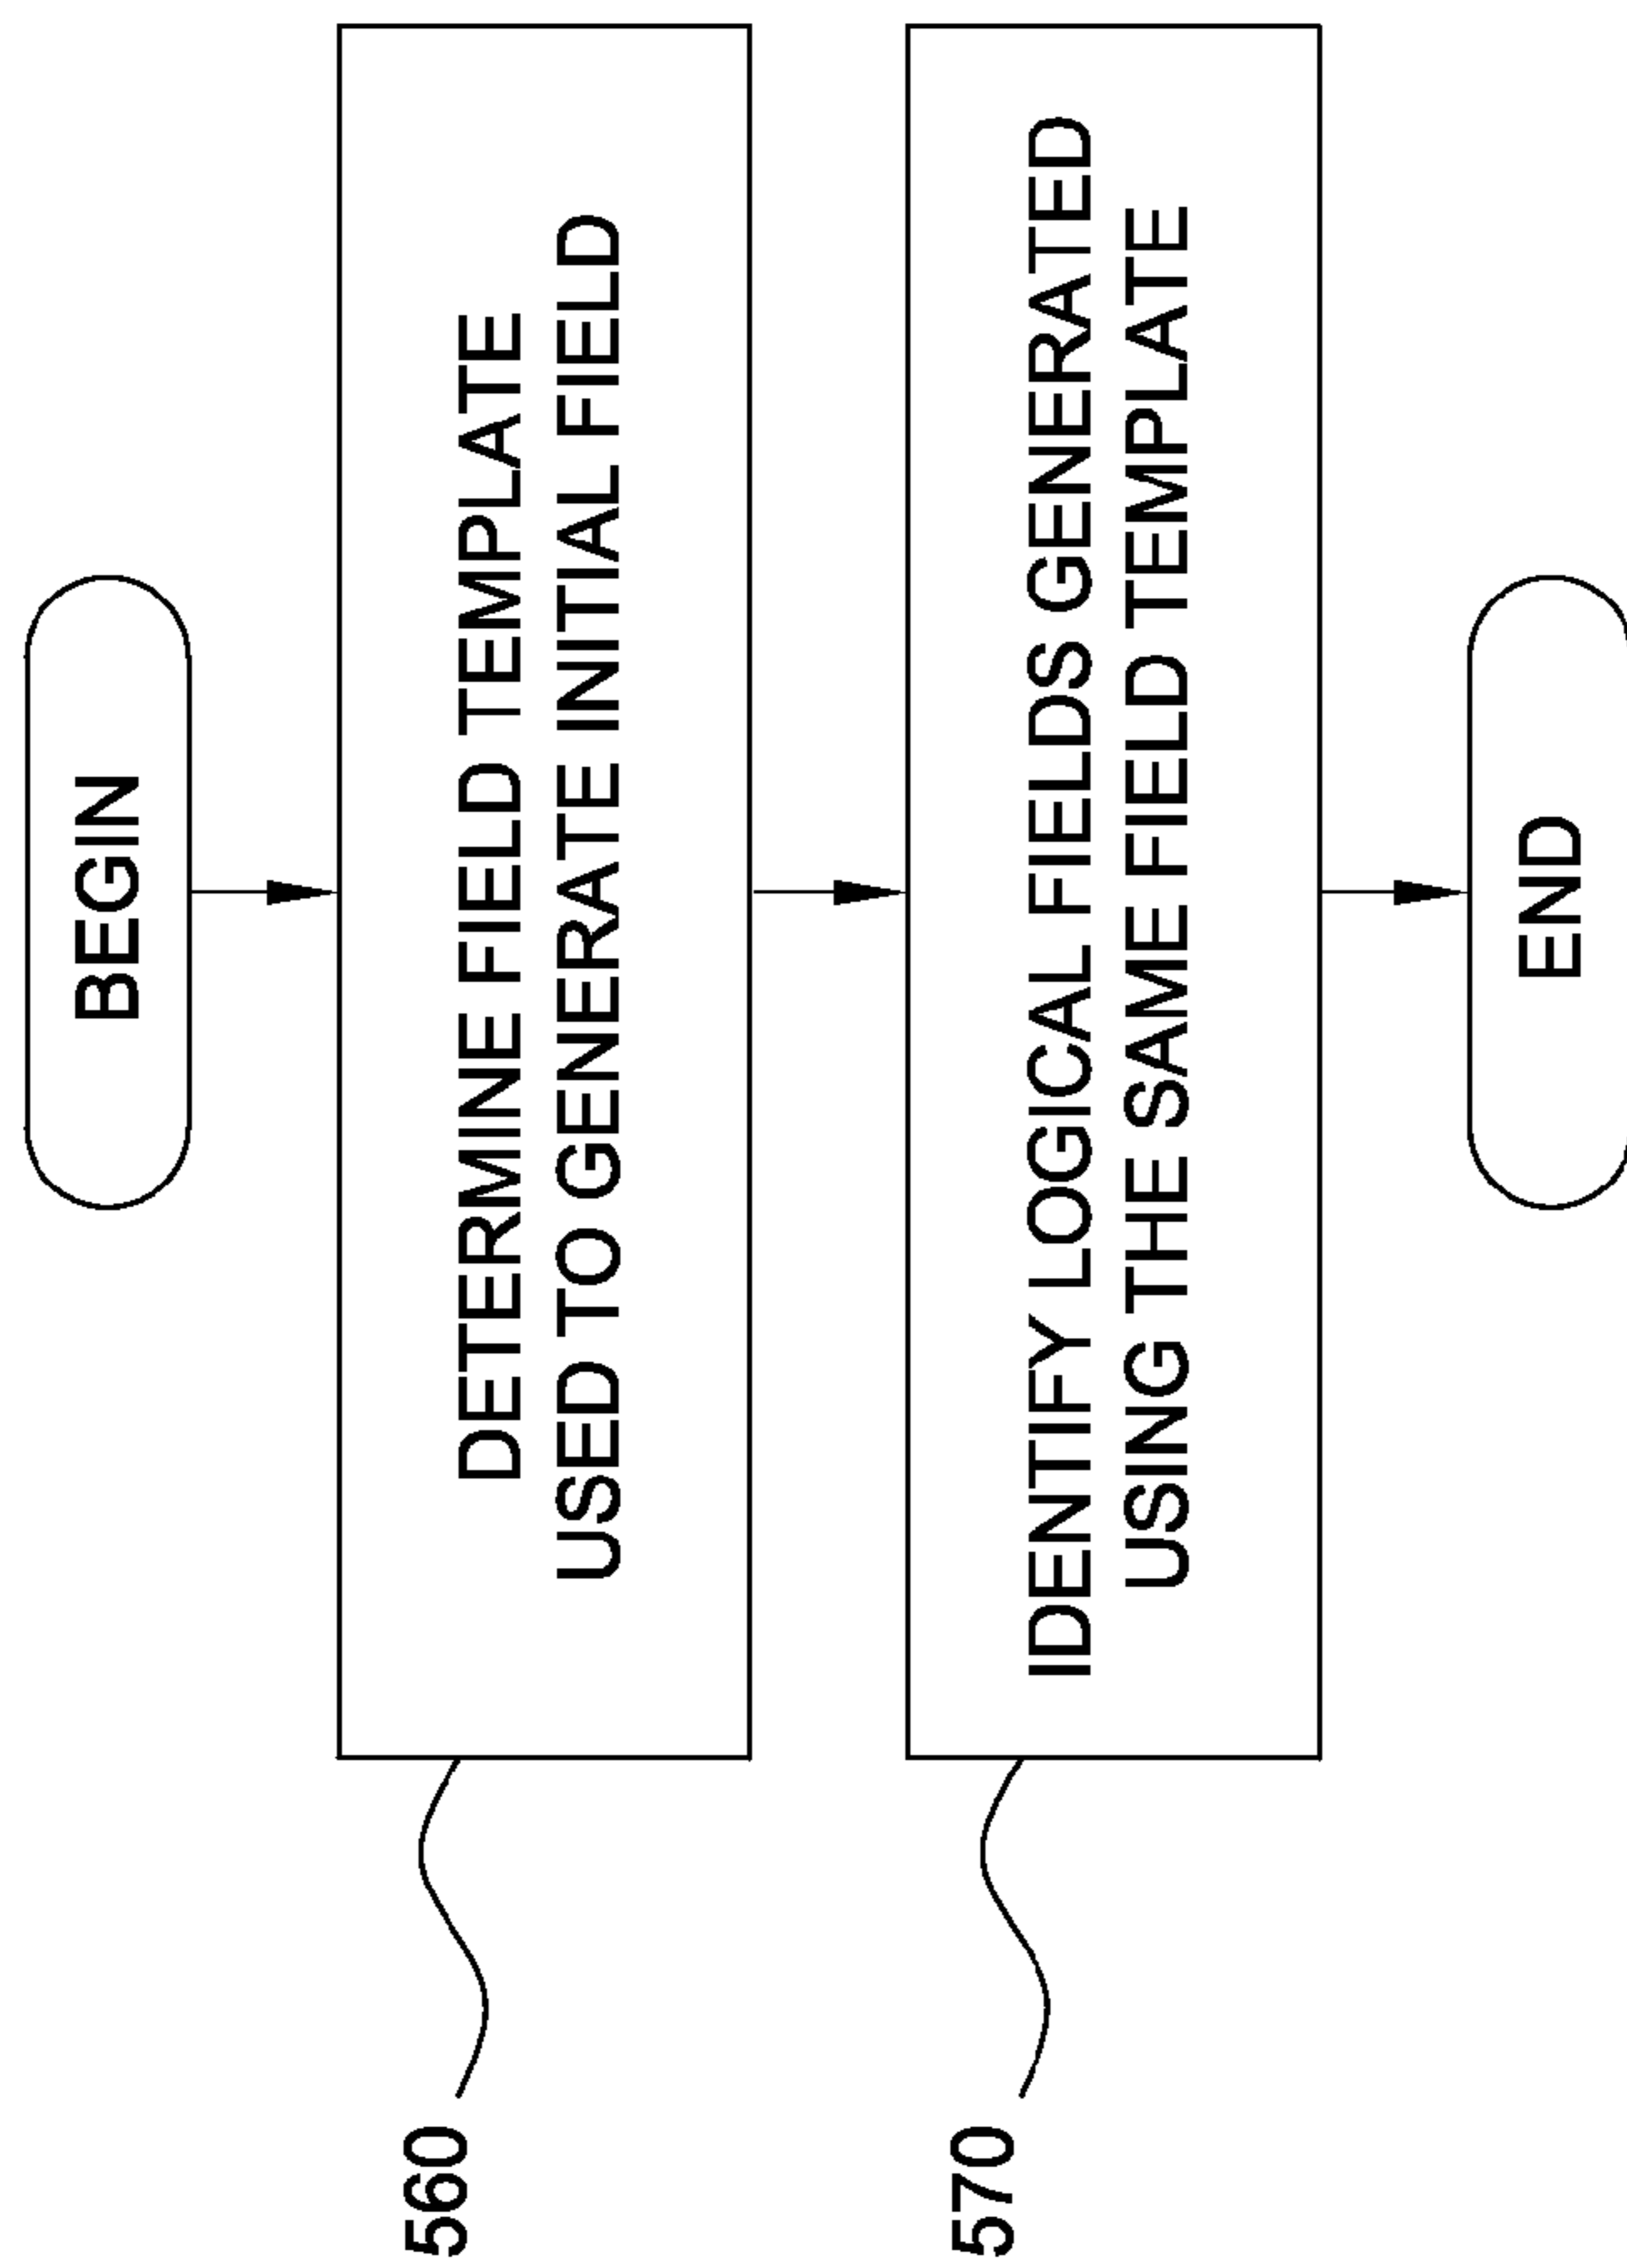 BEGIN
560
DETERMINE FIELD TEMPLATE
USED TO GENERATE INITIAL FIELD
570
IDENTIFY LOGICAL FIELDS GENERATED
USING THE SAME FIELD TEMPLATE
END